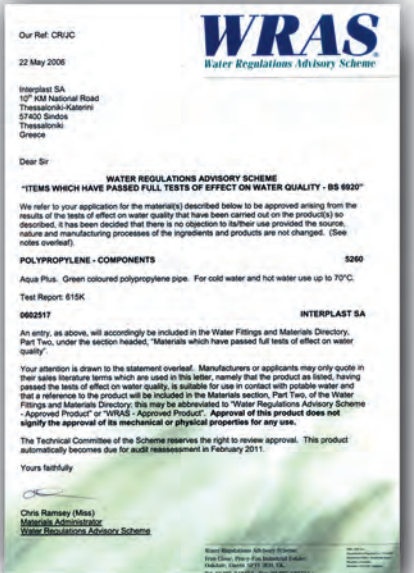 Our Ref: CR/JC
WRAS
Water Regulations Advisory Scheme
22 May 2006
Interplast SA
10th KM National Road
Thessaloniki-Katerini
57400 Sindos
Thessaloniki
Greece
Dear Sir
WATER REGULATIONS ADVISORY SCHEME
"ITEMS WHICH HAVE PASSED FULL TESTS OF EFFECT ON WATER QUALITY - BS 6920"
We refer to your application for the material(s) described below to be approved arising from the
results of the tests of effect on water quality that have been carried out on the product(s) so
described, it has been decided that there is no objection to its/their use provided the source,
nature and manufacturing processes of the ingredients and products are not changed. (See
notes overleaf).
POLYPROPYLENE - COMPONENTS 5260
Aqua Plus. Green coloured polypropylene pipe. For cold water and hot water use up to 70°C.
Test Report: 615K
0602517 INTERPLAST SA
An entry, as above, will accordingly be included in the Water Fittings and Materials Directory,
Part Two, under the section headed, "Materials which have passed full tests of effect on water
quality".
Your attention is drawn to the statement overleaf. Manufacturers or applicants may only quote in
their sales literature terms which are used in this letter, namely that the product as listed, having
passed the tests of effect on water quality, is suitable for use in contact with potable water and
that a reference to the product will be included in the Materials section, Part Two, of the Water
Fittings and Materials Directory, this may be abbreviated to "Water Regulations Advisory Scheme
- Approved Product" or "WRAS - Approved Product". Approval of this product does not
signify the approval of its mechanical or physical properties for any use.
The Technical Committee of the Scheme reserves the right to review approval. This product
automatically becomes due for audit reassessment in February 2011.
Yours faithfully
Chris Ramsey (Miss)
Materials Administrator
Water Regulations Advisory Scheme
Water Regulations Advisory Scheme